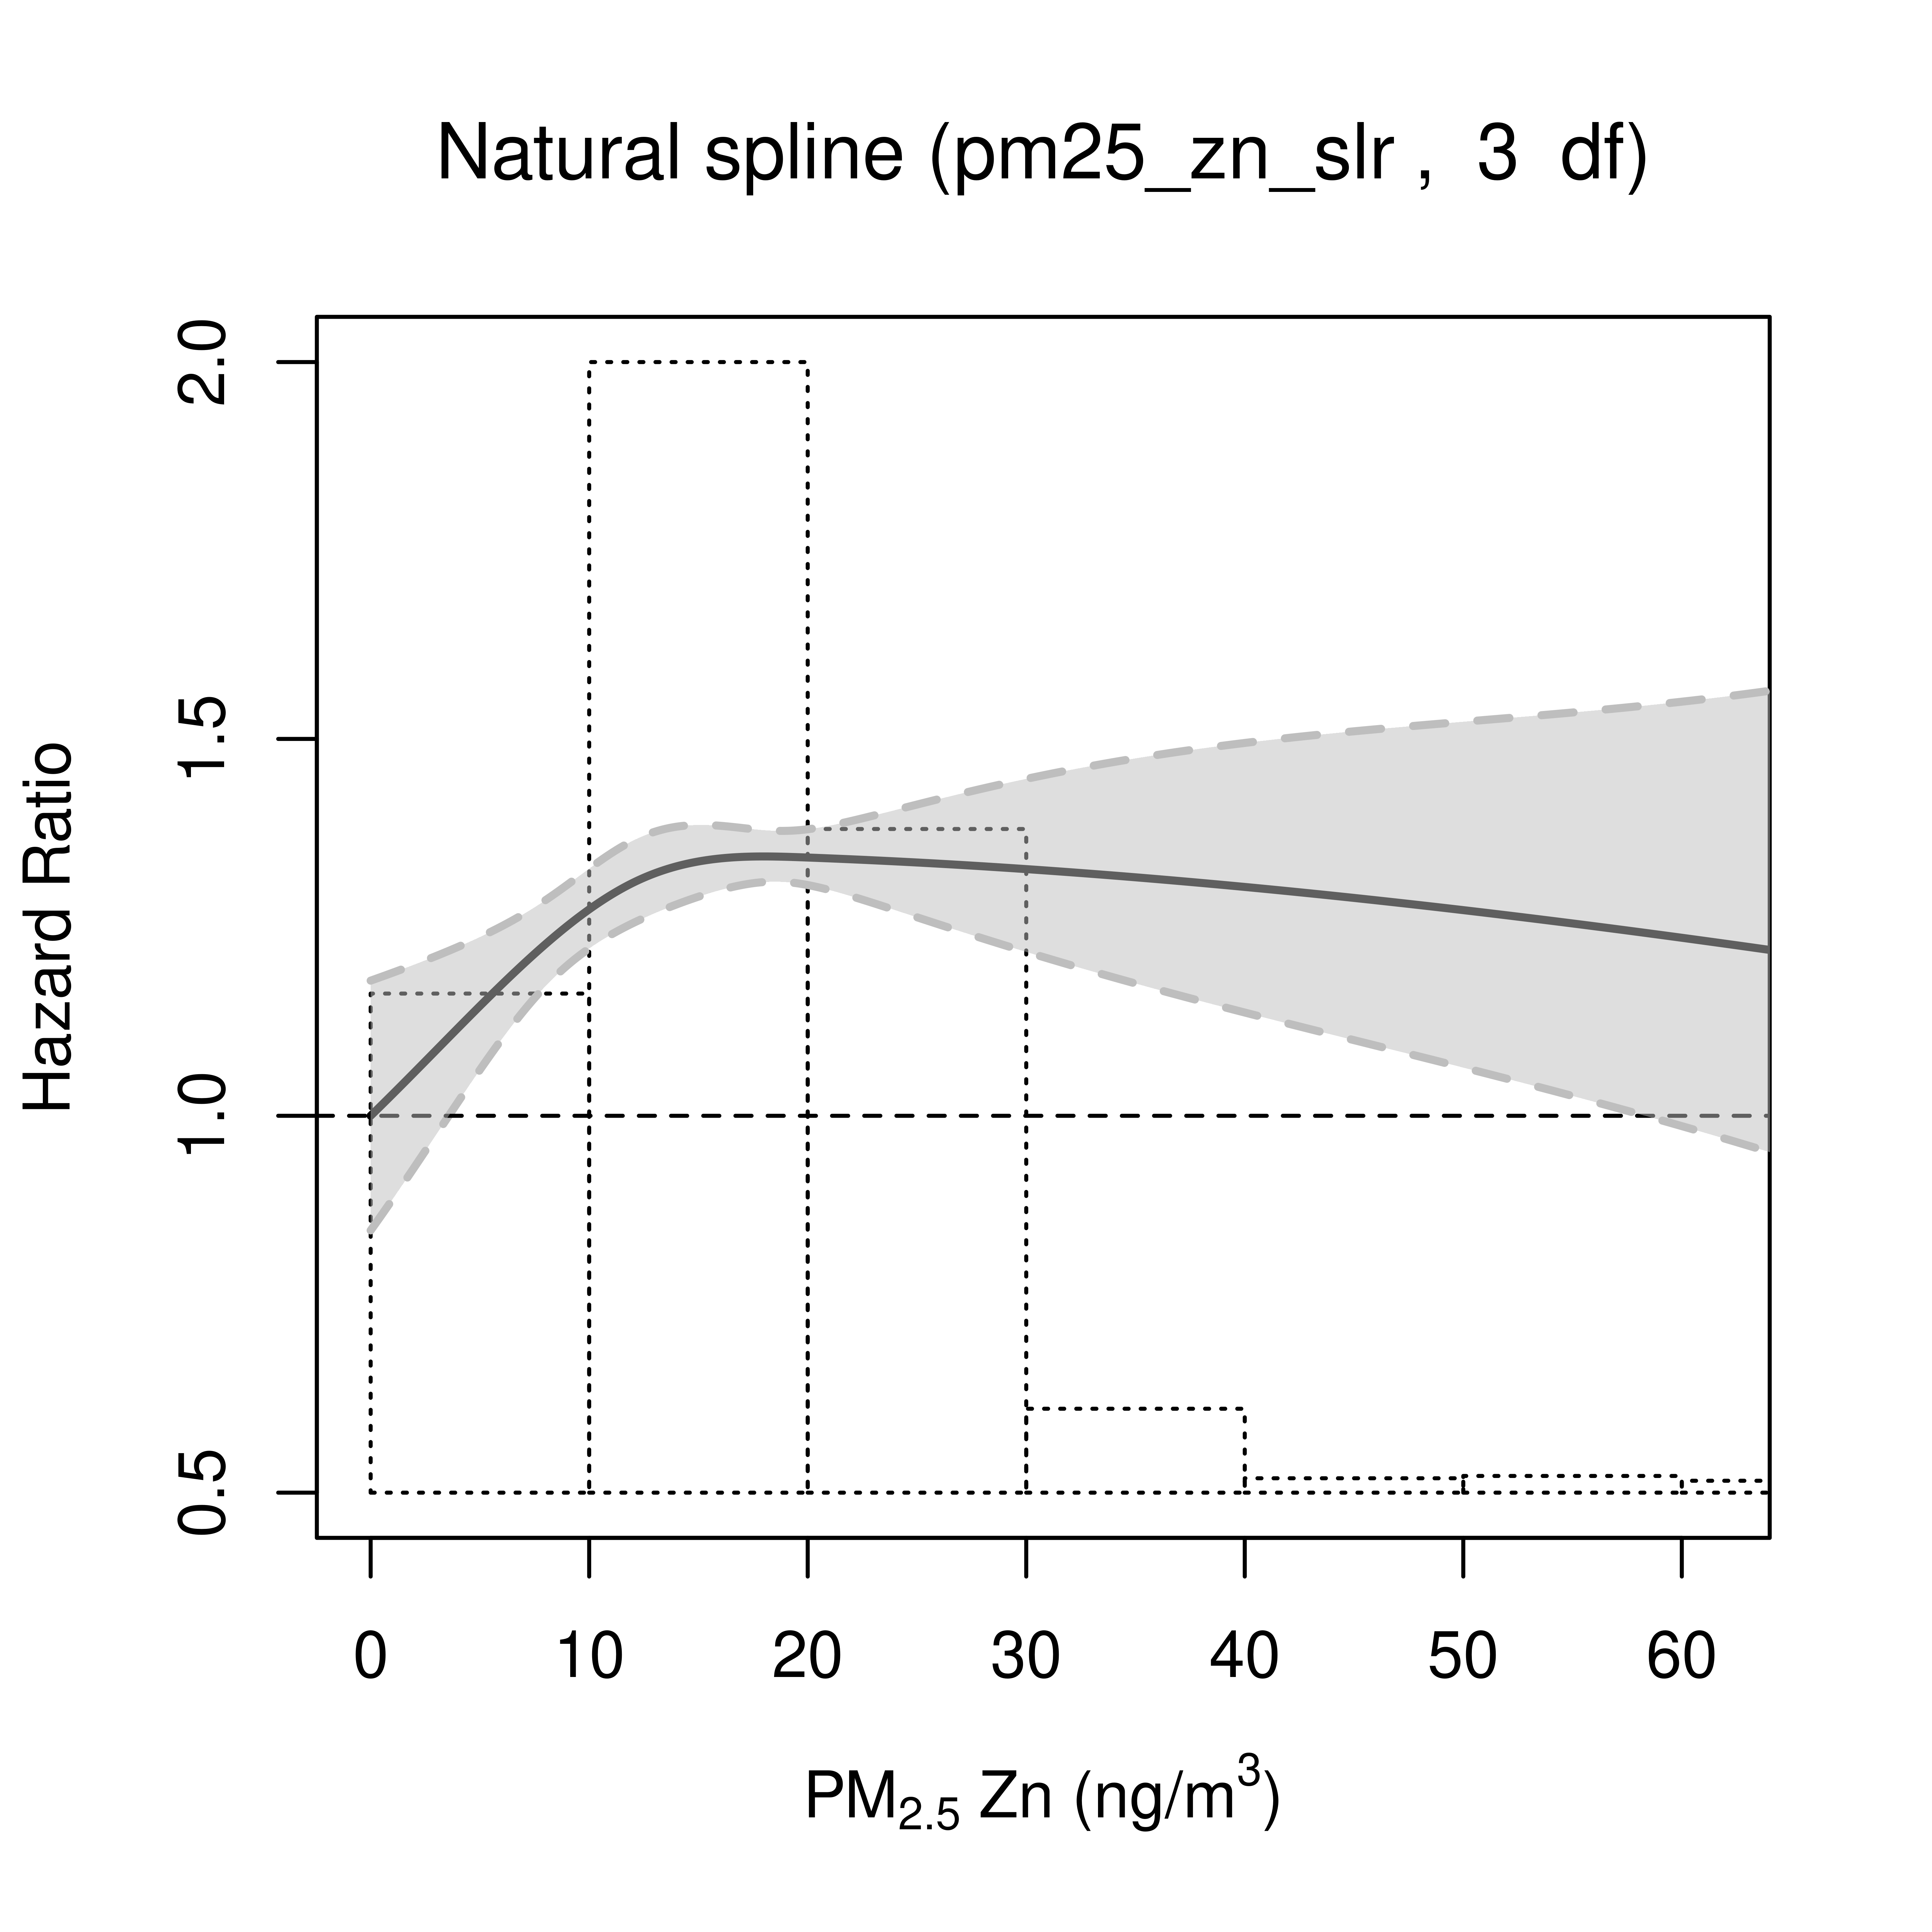 Natural spline (pm25_zn_slr , 3 df)
Hazard Ratio
2.0
1.5
1.0
0.5
0 10 20 30 40 50 60
PM2.5 Zn (ng/m3)